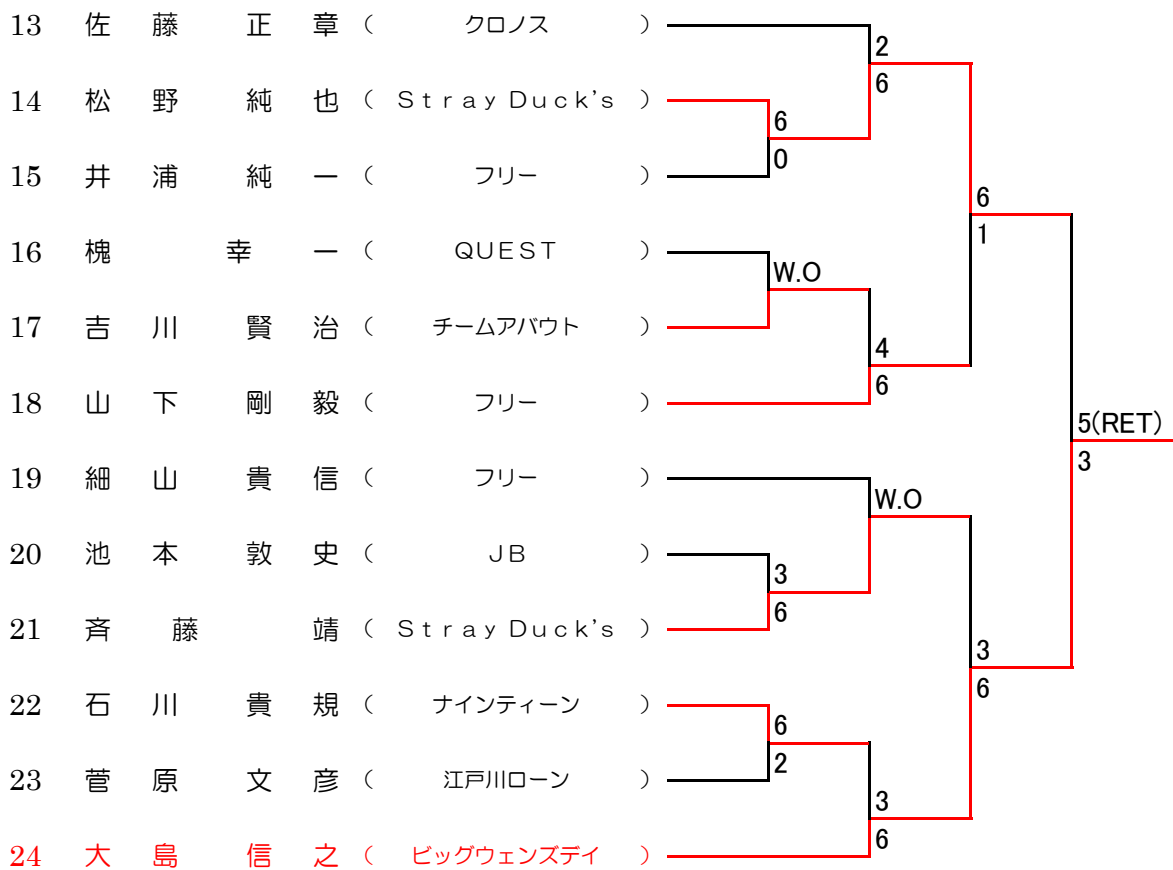 13 佐藤 正章 ( クロノス )
2
6
14 松野 純也 ( Stray Duck's )
6
0
15 井浦 純一 ( フリー )
6
1
16 槐 幸一 ( QUEST )
W.O
17 吉川 賢治 ( チームアバウト )
4
6
18 山下 剛毅 ( フリー )
5(RET)
3
19 細山 貴信 ( フリー )
W.O
20 池本 敦史 ( JB )
3
6
21 斉藤 靖 ( Stray Duck's )
3
6
22 石川 貴規 ( ナインティーン )
6
2
23 菅原 文彦 ( 江戸川ローン )
3
6
24 大島 信之 ( ビッグウェンズデイ )